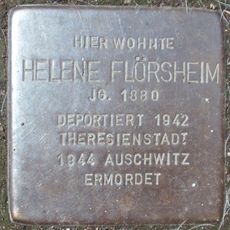 HIER WOHNTE
HELENE FLÖRSHEIM
JG. 1880
DEPORTIERT 1942
THERESIENSTADT
1944 AUSCHWITZ
ERMORDET